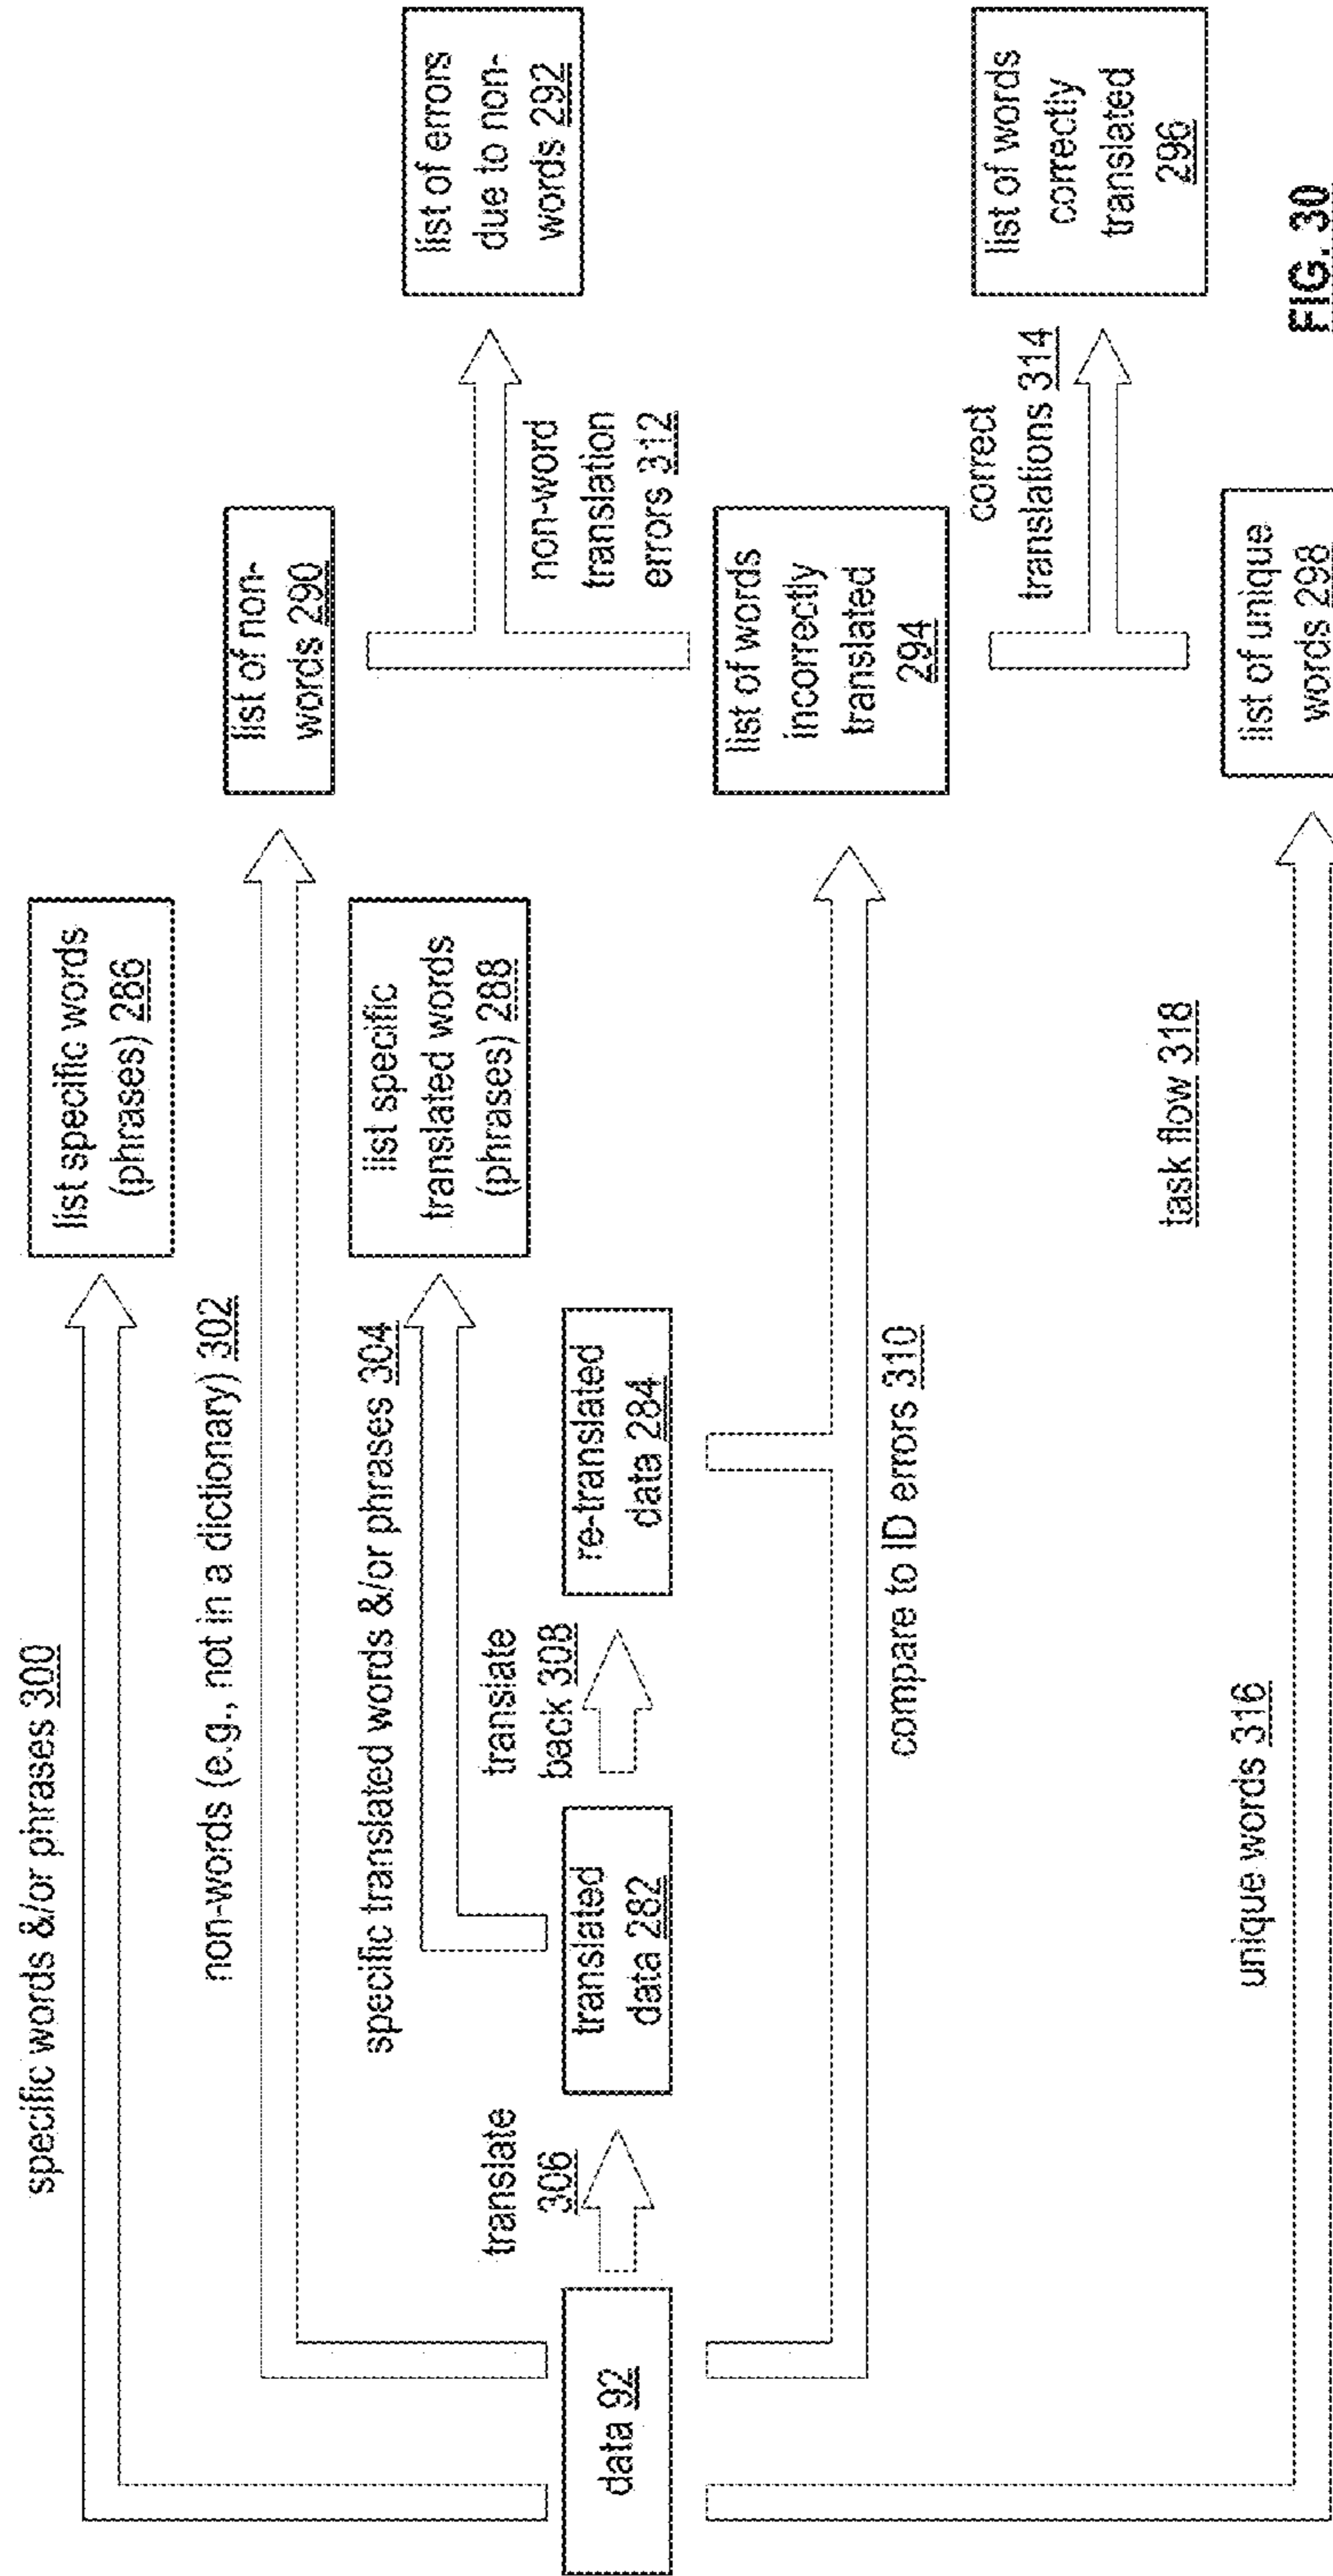 specific words &/or phrases 300
list specific words
(phrases) 286
non-words (e.g., not in a dictionary) 302
list of non-
words 290
specific translated words &/or phrases 304
list specific
translated words
(phrases) 288
list of errors
due to non-
words 292
non-word
translation
errors 312
data 92
translate
306
translated
data 282
translate
back 308
re-translated
data 284
compare to ID errors 310
list of words
incorrectly
translated
294
correct
translations 314
list of words
correctly
translated
296
task flow 318
unique words 316
list of unique
words 298
FIG. 30